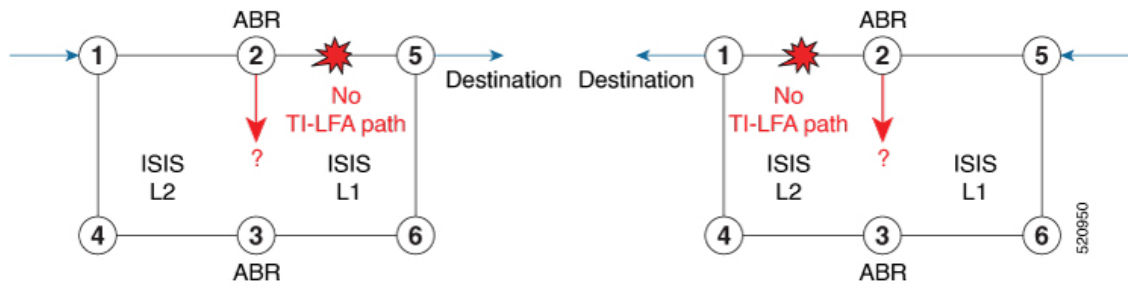 ABR
1
2
5
Destination
No
TI-LFA path
?
ISIS
L2
ISIS
L1
4
3
6
ABR
ABR
1
2
5
Destination
No
TI-LFA path
?
ISIS
L2
ISIS
L1
4
3
6
ABR
520950